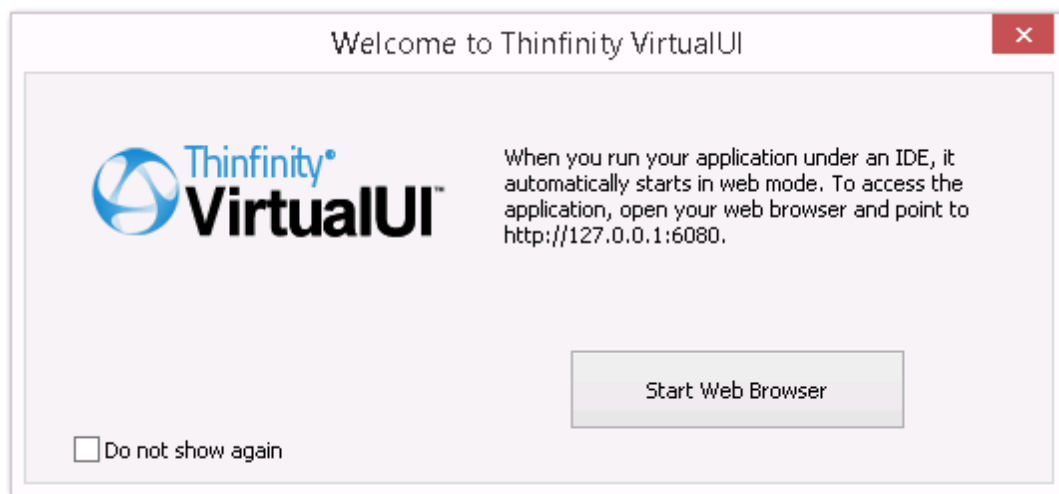 Welcome to Thinfinity VirtualUI
Thinfinity®
VirtualUI™
When you run your application under an IDE, it
automatically starts in web mode. To access the
application, open your web browser and point to
http://127.0.0.1:6080.
Start Web Browser
Do not show again